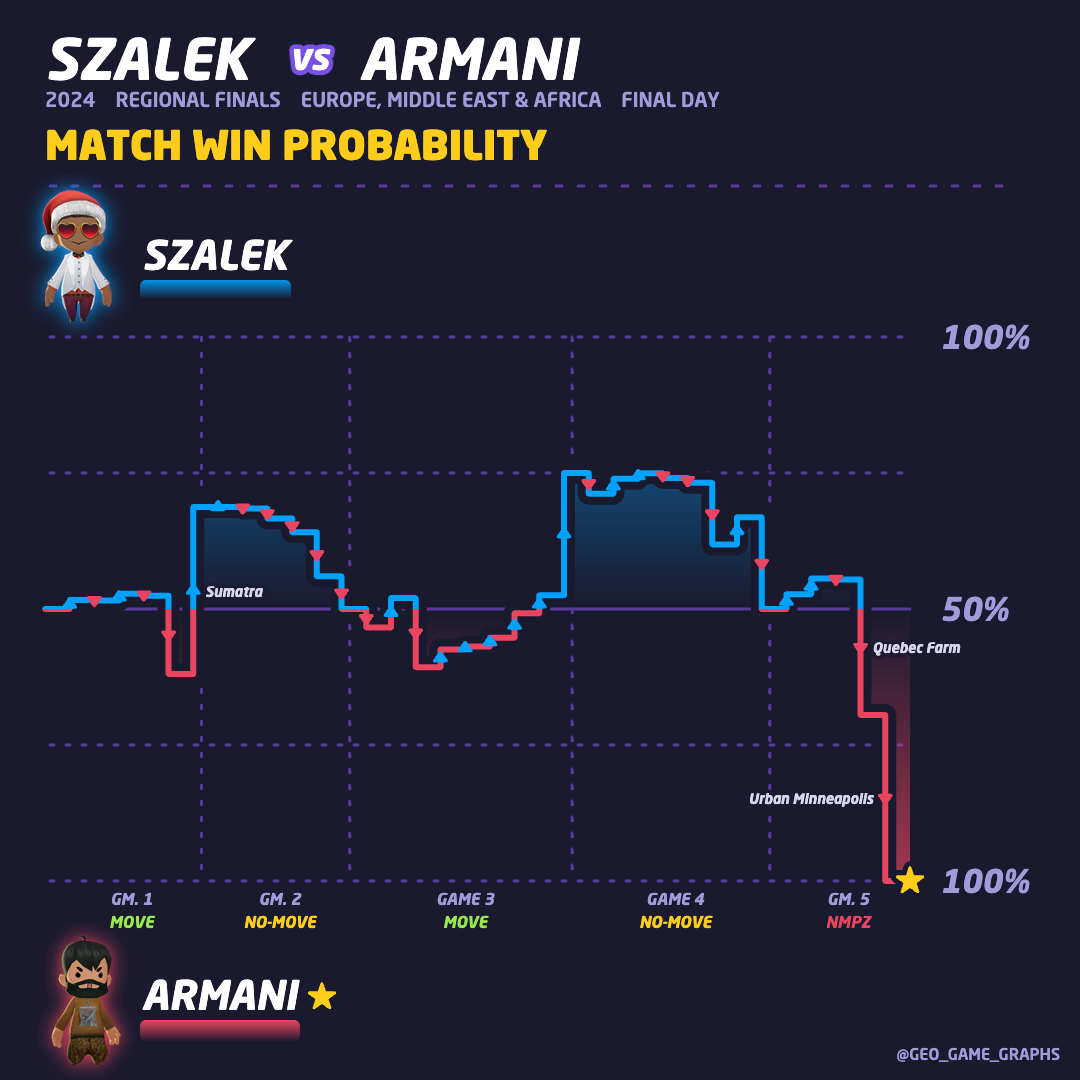 SZALEK VS ARMANI
2024 REGIONAL FINALS EUROPE, MIDDLE EAST & AFRICA FINAL DAY
MATCH WIN PROBABILITY
SZALEK
100%
Sumatra
50%
Quebec Farm
Urban Minneapolis
100%
GM. 1 GM. 2 GAME 3 GAME 4 GM. 5
MOVE NO-MOVE MOVE NO-MOVE NMPZ
ARMANI
@GEO_GAME_GRAPHS